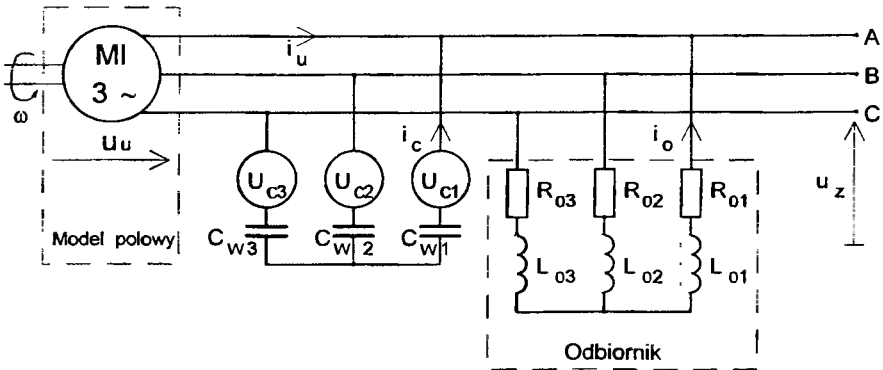 MI
3 ~
ω
u_u
Model polowy
i_u
A
B
C
i_c
i_o
u_z
U_C3
U_C2
U_C1
C_W3
C_W2
C_W1
R_03
R_02
R_01
L_03
L_02
L_01
Odbiornik